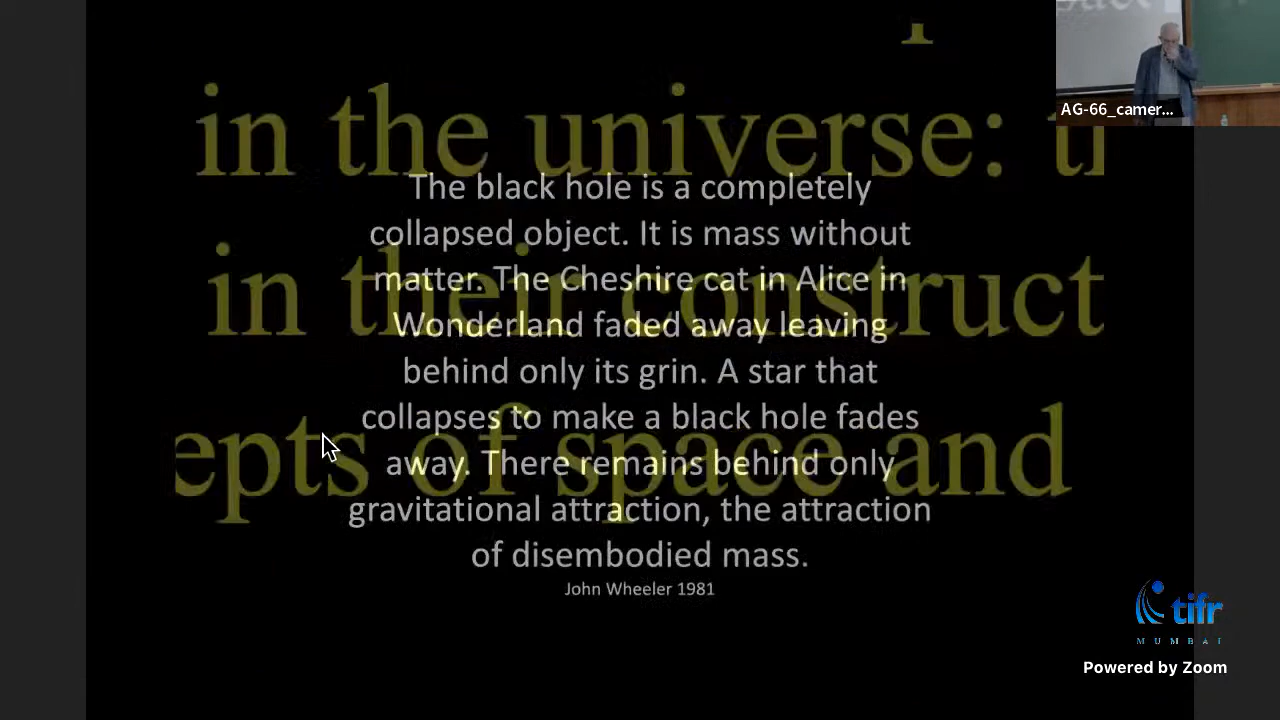 in the universe: t
in their construct
epts of space and
The black hole is a completely
collapsed object. It is mass without
matter. The Cheshire cat in Alice in
Wonderland faded away leaving
behind only its grin. A star that
collapses to make a black hole fades
away. There remains behind only
gravitational attraction, the attraction
of disembodied mass.
John Wheeler 1981
AG-66_camer...
tifr
MUMBAI
Powered by Zoom